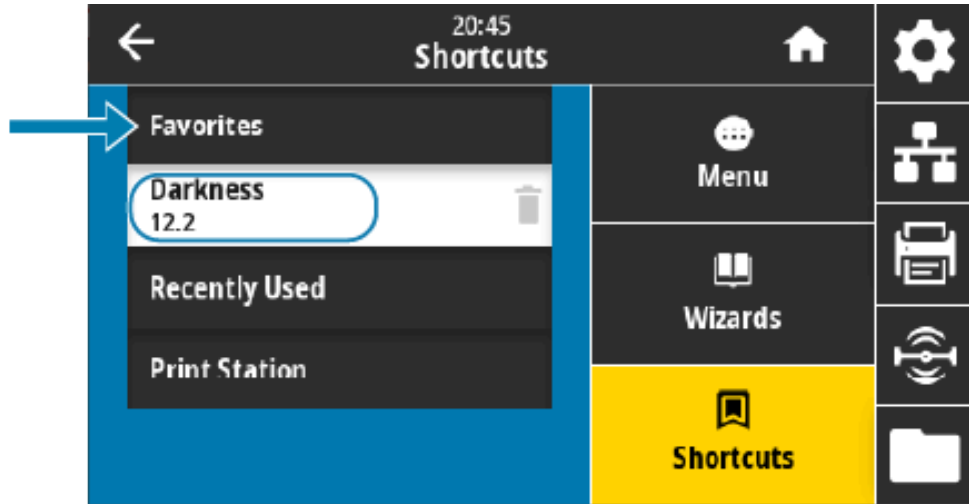 20:45
Shortcuts
Favorites
Darkness
12.2
Recently Used
Print Station
Menu
Wizards
Shortcuts